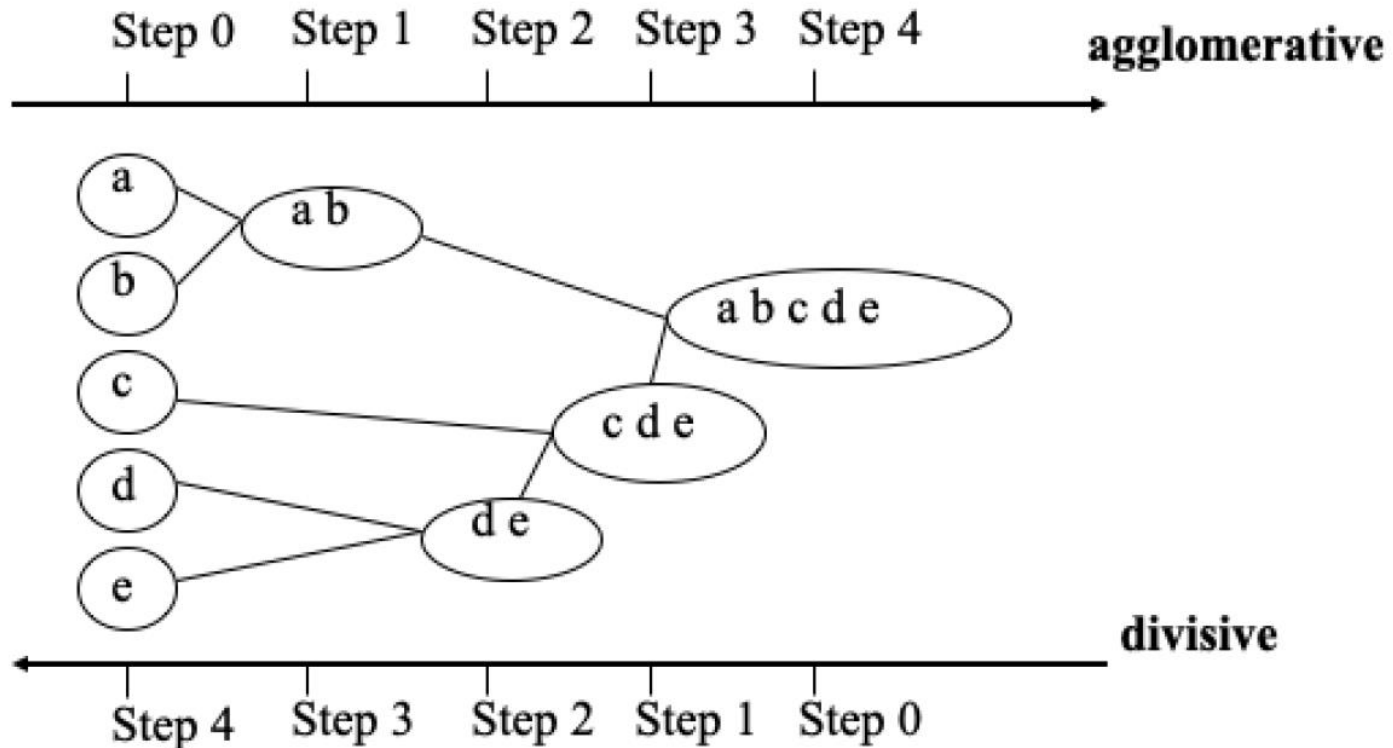 Step 0 Step 1 Step 2 Step 3 Step 4
agglomerative
a
a b
b
a b c d e
c
c d e
d
d e
e
divisive
Step 4 Step 3 Step 2 Step 1 Step 0